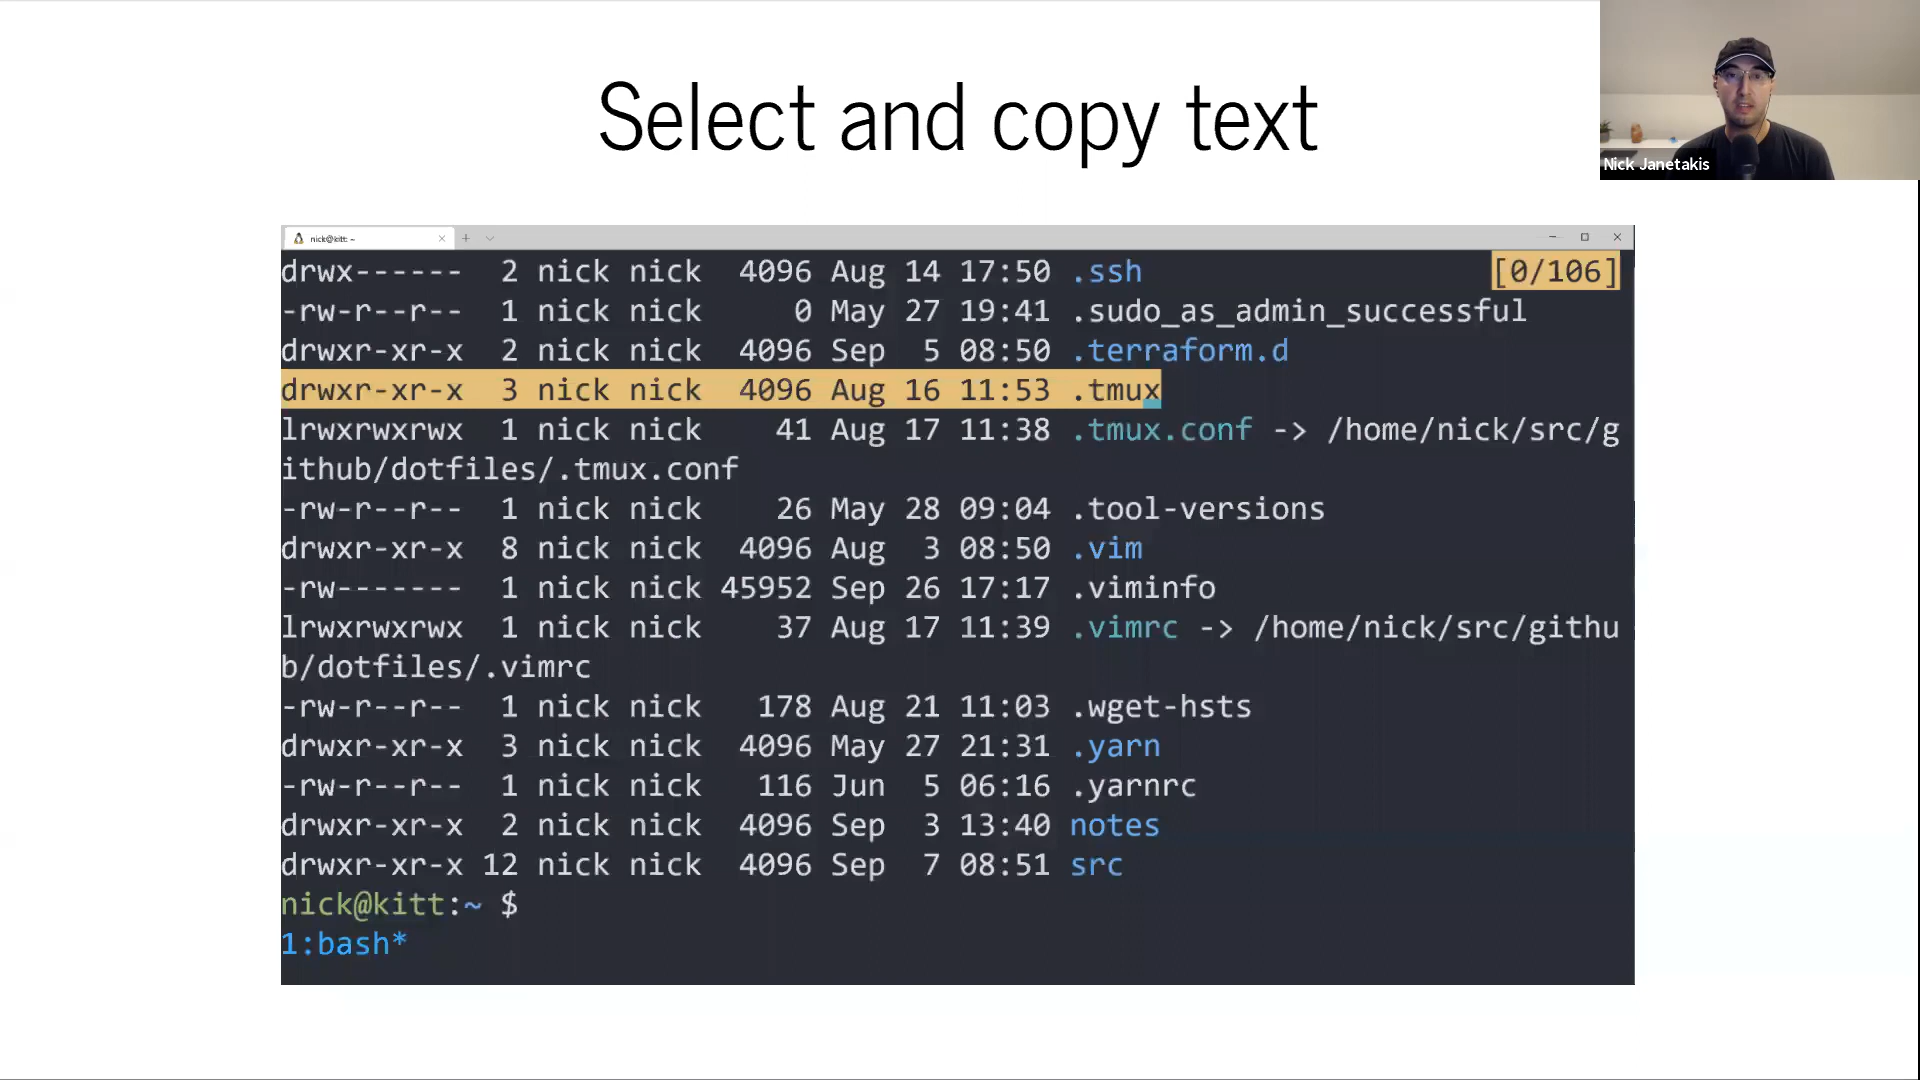 Select and copy text
Nick Janetakis
nick@kitt: ~
drwx------  2 nick nick  4096 Aug 14 17:50 .ssh [0/106]
-rw-r--r--  1 nick nick     0 May 27 19:41 .sudo_as_admin_successful
drwxr-xr-x  2 nick nick  4096 Sep  5 08:50 .terraform.d
drwxr-xr-x  3 nick nick  4096 Aug 16 11:53 .tmux
lrwxrwxrwx  1 nick nick    41 Aug 17 11:38 .tmux.conf -> /home/nick/src/g
ithub/dotfiles/.tmux.conf
-rw-r--r--  1 nick nick    26 May 28 09:04 .tool-versions
drwxr-xr-x  8 nick nick  4096 Aug  3 08:50 .vim
-rw-------  1 nick nick 45952 Sep 26 17:17 .viminfo
lrwxrwxrwx  1 nick nick    37 Aug 17 11:39 .vimrc -> /home/nick/src/githu
b/dotfiles/.vimrc
-rw-r--r--  1 nick nick   178 Aug 21 11:03 .wget-hsts
drwxr-xr-x  3 nick nick  4096 May 27 21:31 .yarn
-rw-r--r--  1 nick nick   116 Jun  5 06:16 .yarnrc
drwxr-xr-x  2 nick nick  4096 Sep  3 13:40 notes
drwxr-xr-x 12 nick nick  4096 Sep  7 08:51 src
nick@kitt:~ $
1:bash*